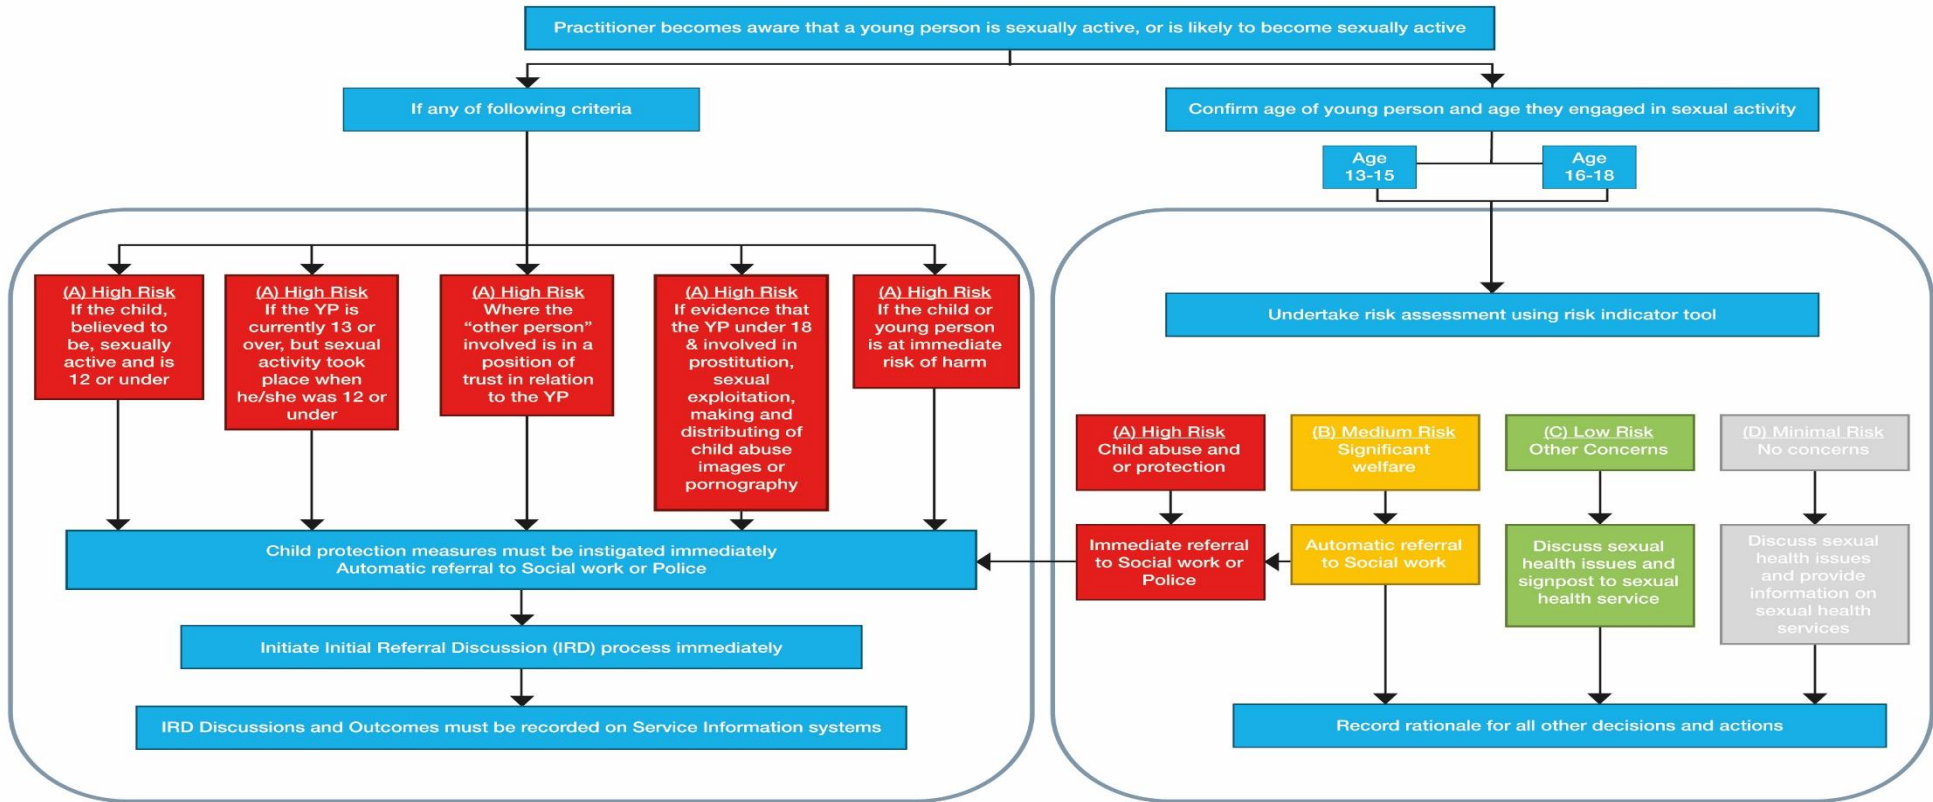 Practitioner becomes aware that a young person is sexually active, or is likely to become sexually active
If any of following criteria
Confirm age of young person and age they engaged in sexual activity
Age
13-15
Age
16-18
(A) High Risk
If the child,
believed to
be, sexually
active and is
12 or under
(A) High Risk
If the YP is
currently 13 or
over, but sexual
activity took
place when
he/she was 12 or
under
(A) High Risk
Where the
“other person”
involved is in a
position of
trust in relation
to the YP
(A) High Risk
If evidence that
the YP under 18
& involved in
prostitution,
sexual
exploitation,
making and
distributing of
child abuse
images or
pornography
(A) High Risk
If the child or
young person
is at immediate
risk of harm
Child protection measures must be instigated immediately
Automatic referral to Social work or Police
Initiate Initial Referral Discussion (IRD) process immediately
IRD Discussions and Outcomes must be recorded on Service Information systems
Undertake risk assessment using risk indicator tool
(A) High Risk
Child abuse and
or protection
(B) Medium Risk
Significant
welfare
(C) Low Risk
Other Concerns
(D) Minimal Risk
No concerns
Immediate referral
to Social work or
Police
Automatic referral
to Social work
Discuss sexual
health issues and
signpost to sexual
health service
Discuss sexual
health issues
and provide
information on
sexual health
services
Record rationale for all other decisions and actions